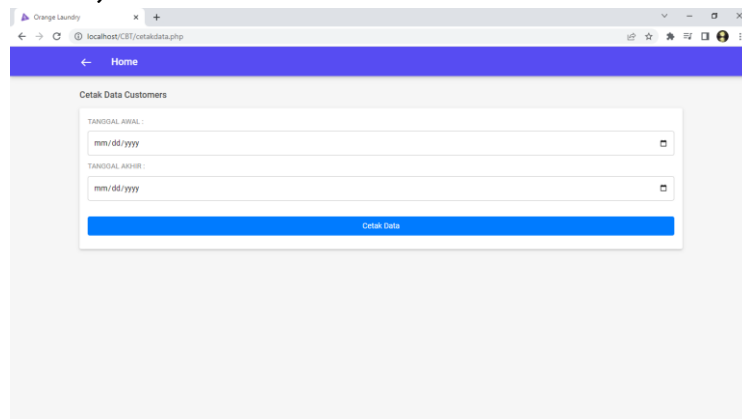 Orange Laundry
localhost/CBT/cetakdata.php
Home
Cetak Data Customers
TANGGAL AWAL :
mm/dd/yyyy
TANGGAL AKHIR :
mm/dd/yyyy
Cetak Data